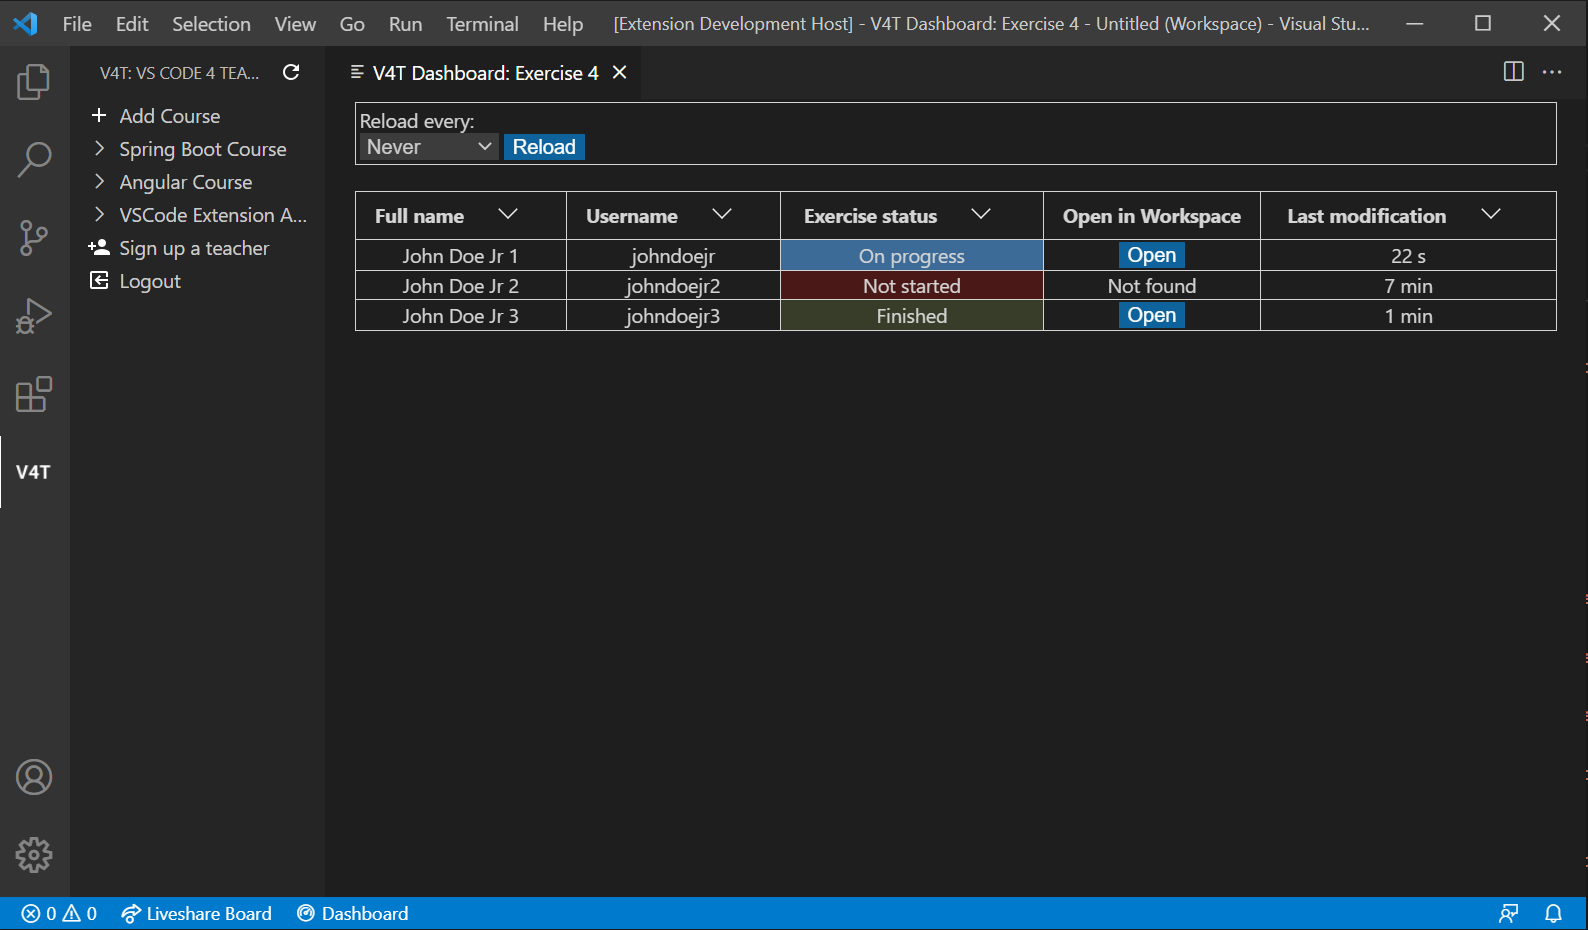 File Edit Selection View Go Run Terminal Help [Extension Development Host] - V4T Dashboard: Exercise 4 - Untitled (Workspace) - Visual Stu...
V4T: VS CODE 4 TEA...
V4T Dashboard: Exercise 4
Add Course
Spring Boot Course
Angular Course
VSCode Extension A...
Sign up a teacher
Logout
V4T
Reload every:
Never Reload
Full name Username Exercise status Open in Workspace Last modification
John Doe Jr 1 johndoejr On progress Open 22 s
John Doe Jr 2 johndoejr2 Not started Not found 7 min
John Doe Jr 3 johndoejr3 Finished Open 1 min
0 0 Liveshare Board Dashboard